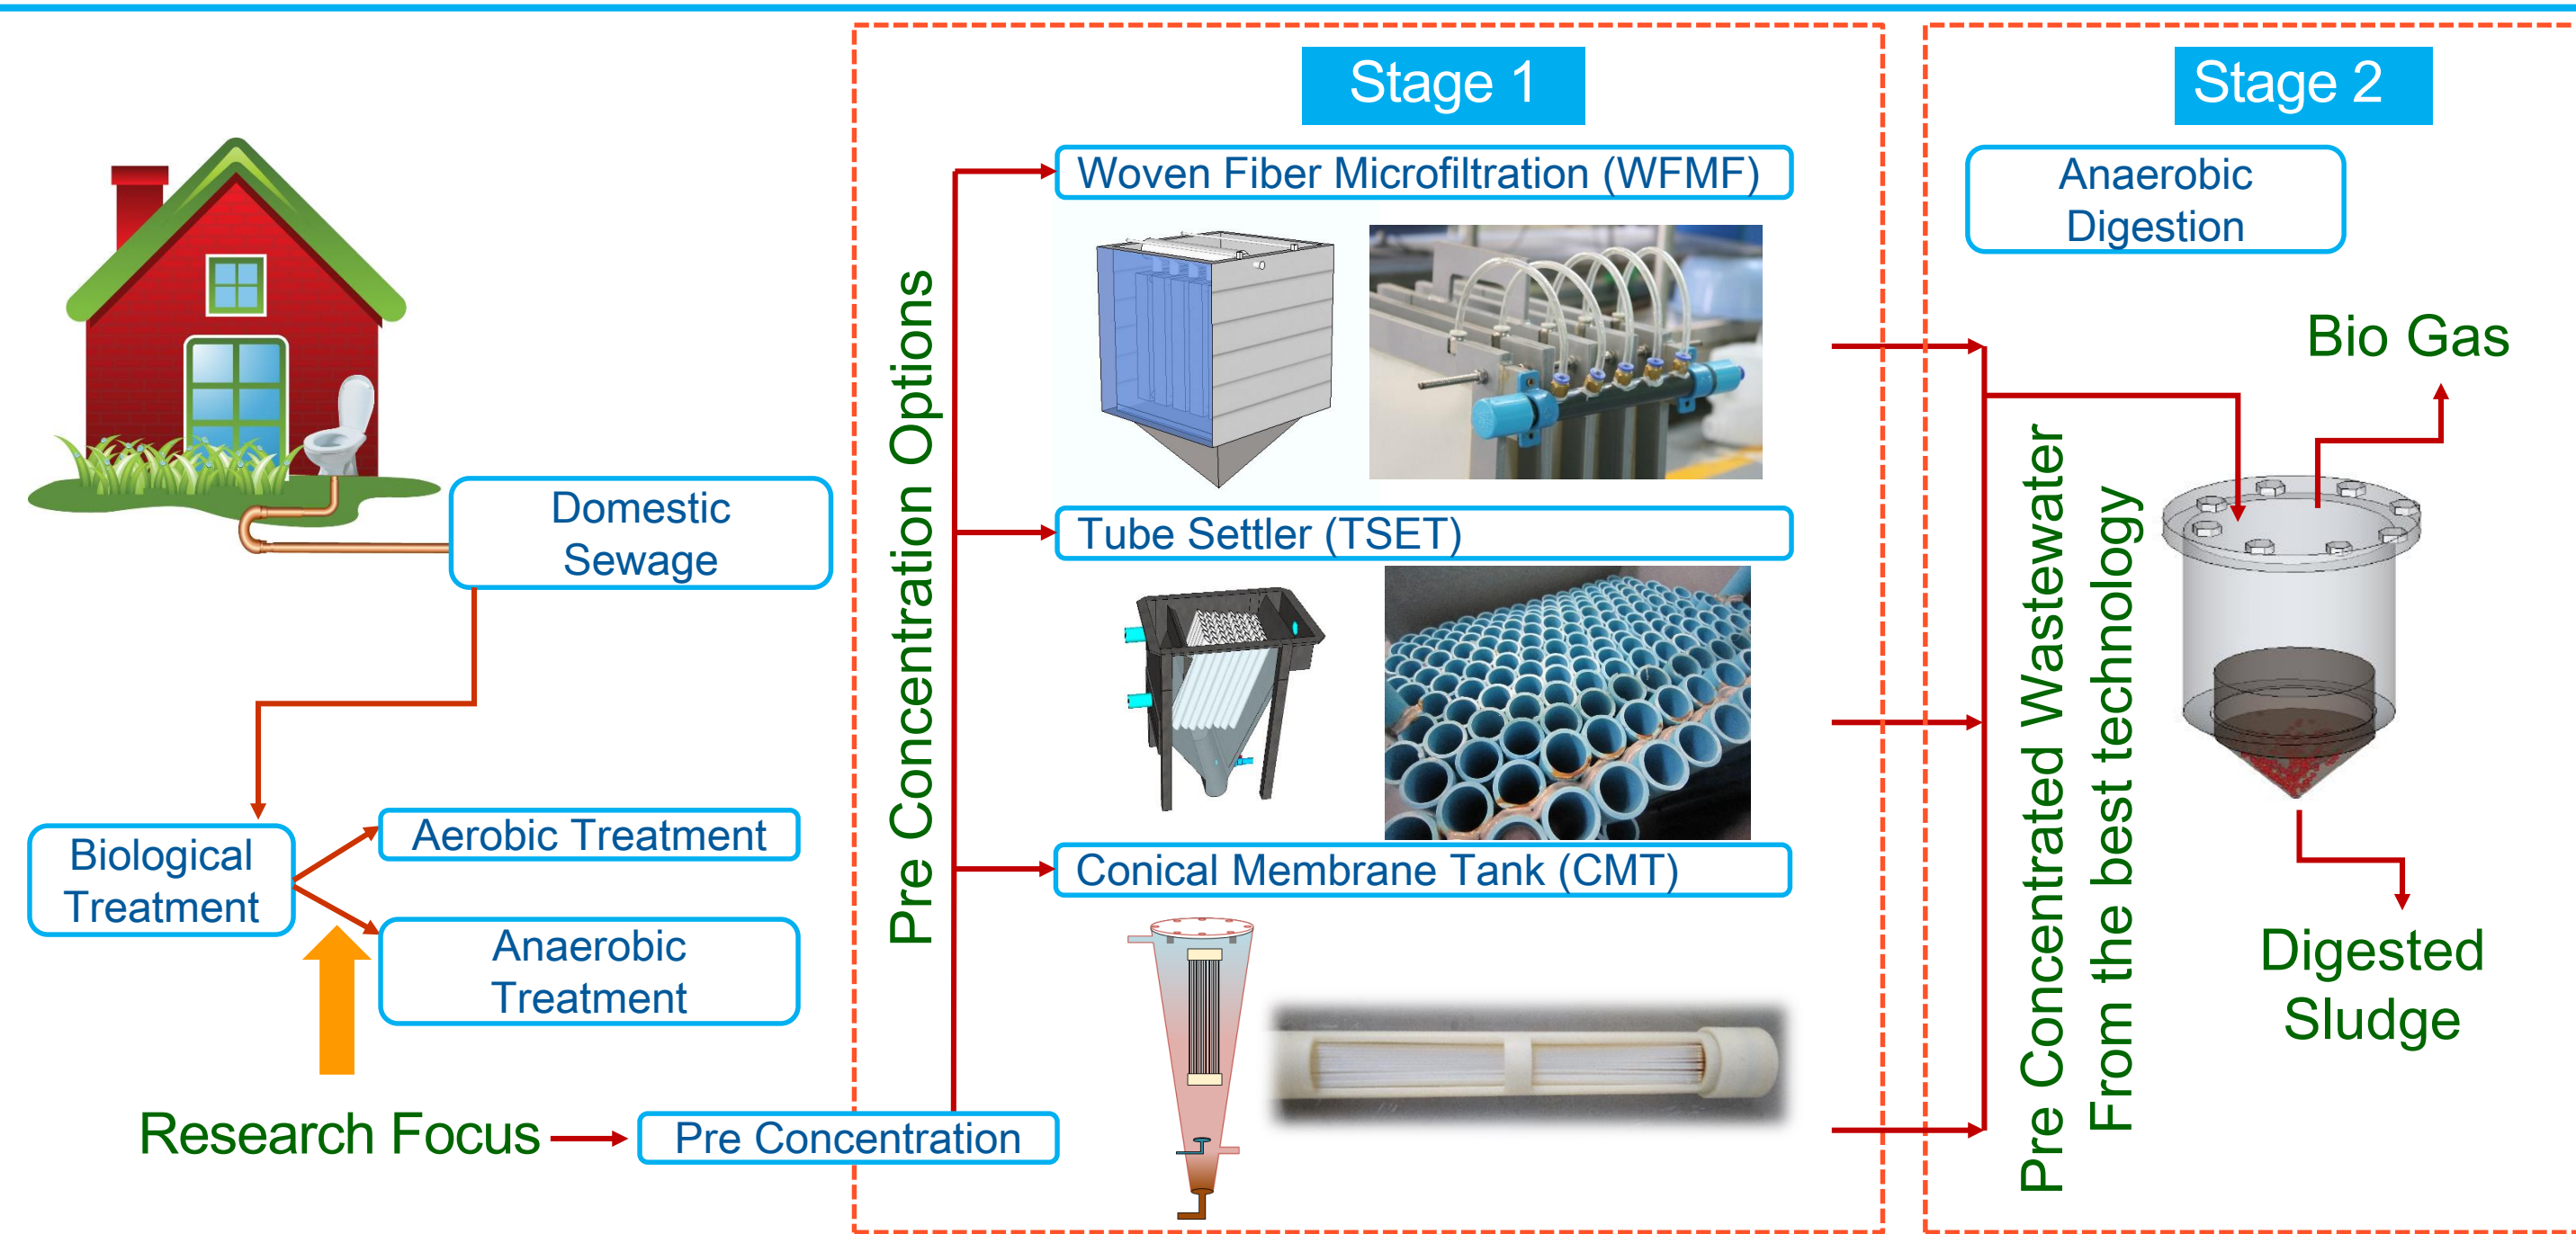 Stage 1
Stage 2
Woven Fiber Microfiltration (WFMF)
Anaerobic
Digestion
Bio Gas
Domestic
Sewage
Pre Concentration Options
Tube Settler (TSET)
Pre Concentrated Wastewater
From the best technology
Biological
Treatment
Aerobic Treatment
Anaerobic
Treatment
Conical Membrane Tank (CMT)
Digested
Sludge
Research Focus
Pre Concentration